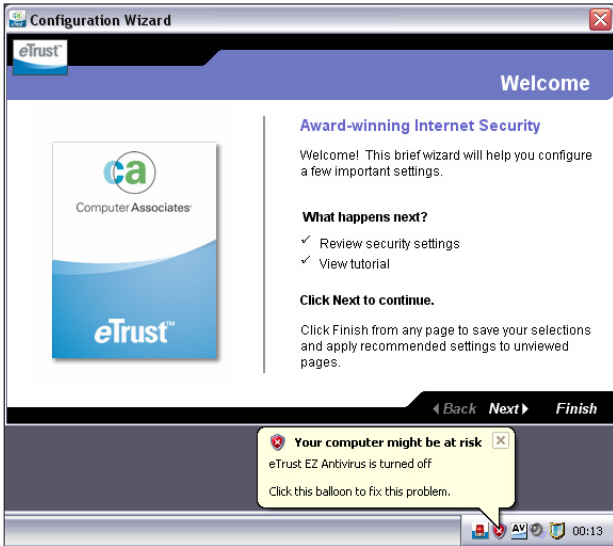 Configuration Wizard
eTrust™
Welcome
ca
Computer Associates®
eTrust™
Award-winning Internet Security
Welcome! This brief wizard will help you configure
a few important settings.
What happens next?
✓ Review security settings
✓ View tutorial
Click Next to continue.
Click Finish from any page to save your selections
and apply recommended settings to unviewed
pages.
Back Next Finish
Your computer might be at risk
eTrust EZ Antivirus is turned off
Click this balloon to fix this problem.
AV 00:13